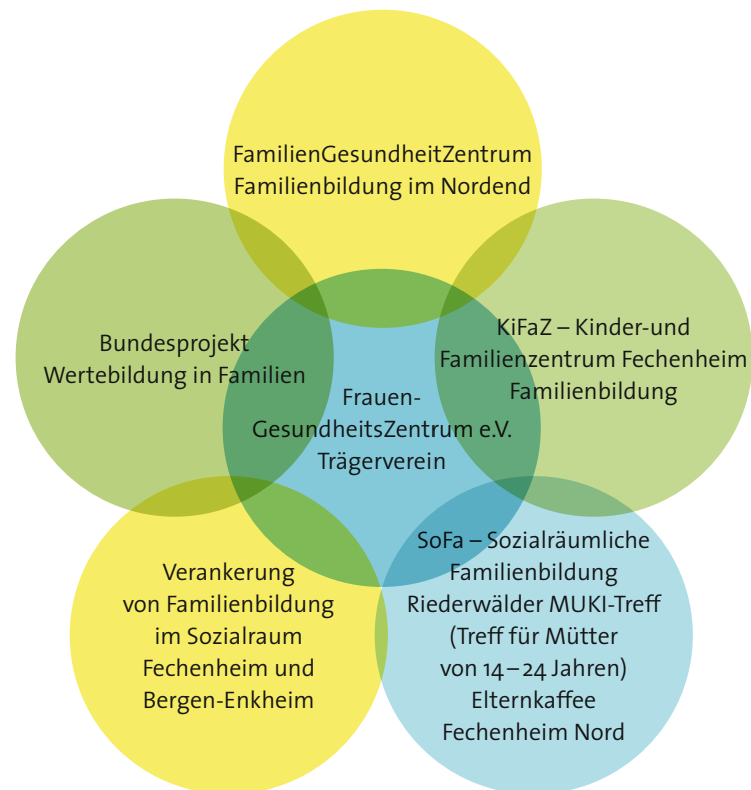 FamilienGesundheitZentrum
Familienbildung im Nordend
Bundesprojekt
Wertebildung in Familien
KiFaZ – Kinder-und
Familienzentrum Fechenheim
Familienbildung
Frauen-
GesundheitsZentrum e.V.
Trägerverein
Verankerung
von Familienbildung
im Sozialraum
Fechenheim und
Bergen-Enkheim
SoFa – Sozialräumliche
Familienbildung
Riederwälder MUKI-Treff
(Treff für Mütter
von 14–24 Jahren)
Elternkaffee
Fechenheim Nord